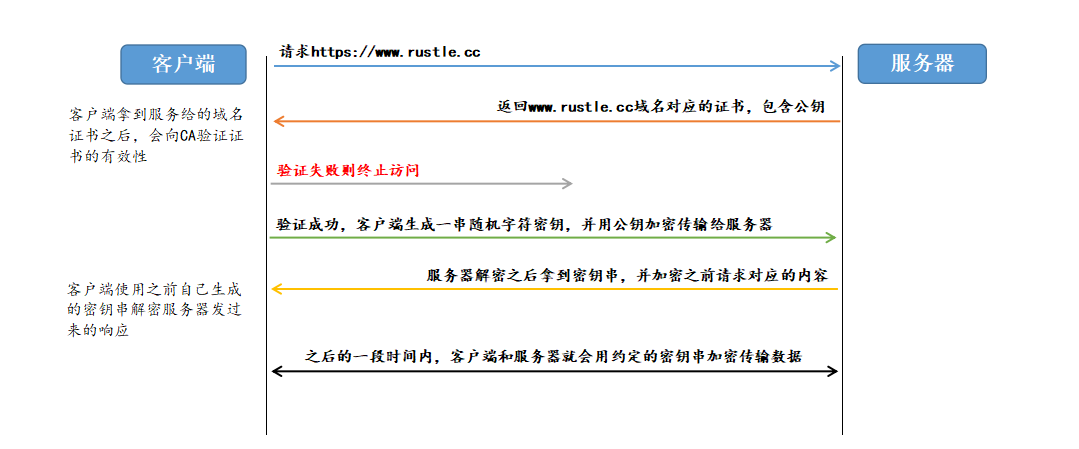 请求https://www.rustle.cc
客户端
服务器
返回www.rustle.cc域名对应的证书，包含公钥
客户端拿到服务给的域名
证书之后，会向CA验证证
书的有效性
验证失败则终止访问
验证成功，客户端生成一串随机字符密钥，并用公钥加密传输给服务器
服务器解密之后拿到密钥串，并加密之前请求对应的内容
客户端使用之前自己生成
的密钥串解密服务器发过
来的响应
之后的一段时间内，客户端和服务器就会用约定的密钥串加密传输数据